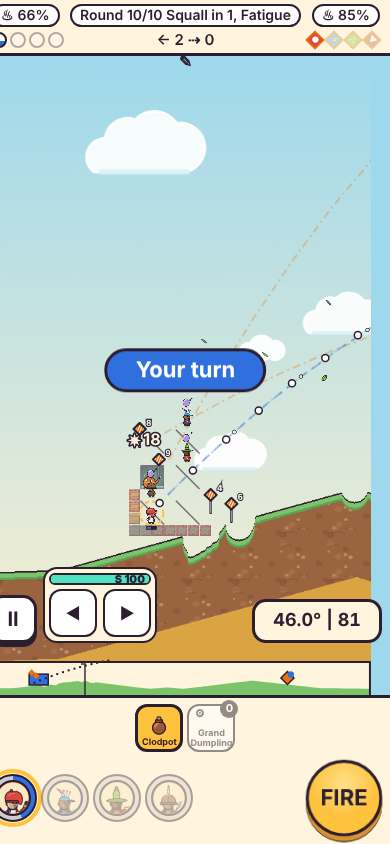 66%
Round 10/10 Squall in 1, Fatigue
85%
← 2 ⇢ 0
Your turn
8
18
9
4
6
S 100
46.0° | 81
0
Clodpot
Grand
Dumpling
FIRE